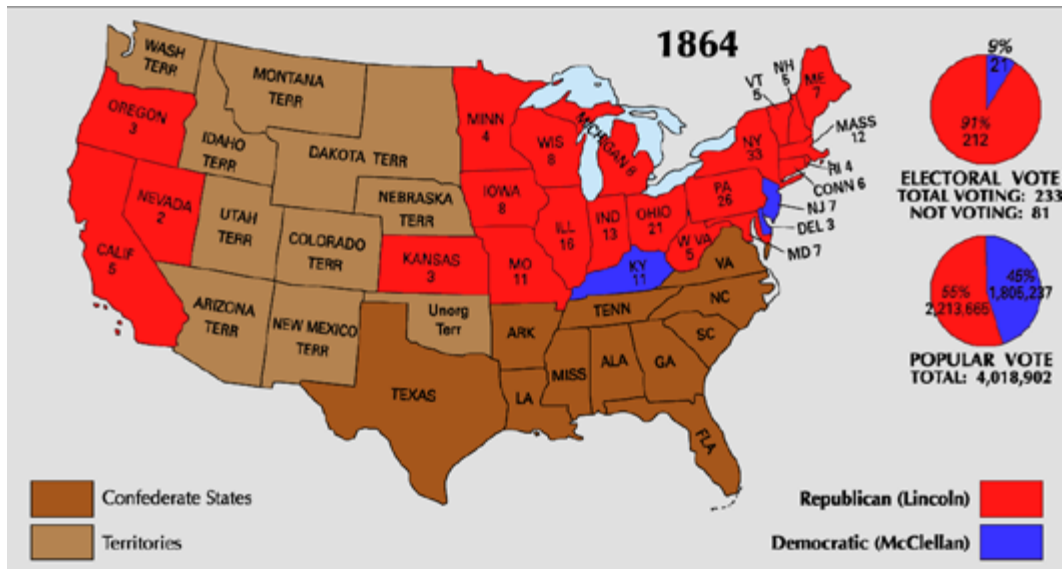 1864
WASH
TERR
MONTANA
TERR
OREGON
3
IDAHO
TERR
DAKOTA TERR
MINN
4
WIS
8
MICHIGAN 8
VT
5
NH
5
ME
7
MASS
12
NY
33
RI 4
CONN 6
PA
26
NJ 7
DEL 3
MD 7
NEVADA
2
UTAH
TERR
NEBRASKA
TERR
IOWA
8
ILL
16
IND
13
OHIO
21
W VA
5
VA
CALIF
5
COLORADO
TERR
KANSAS
3
MO
11
KY
11
ARIZONA
TERR
NEW MEXICO
TERR
Unorg
Terr
ARK
TENN
NC
SC
TEXAS
LA
MISS
ALA
GA
FLA
9%
21
91%
212
ELECTORAL VOTE
TOTAL VOTING: 233
NOT VOTING: 81
45%
55%
2,213,665
POPULAR VOTE
TOTAL: 4,018,902
Confederate States
Territories
Republican (Lincoln)
Democratic (McClellan)